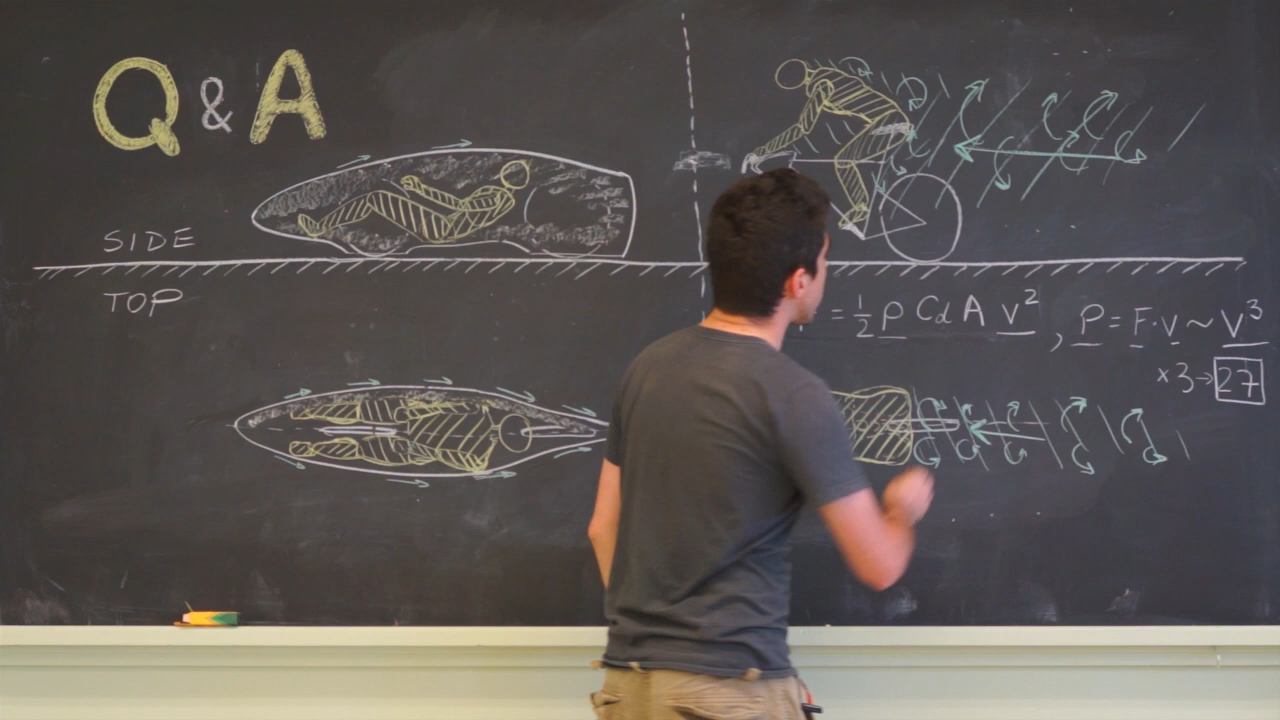 Q & A
SIDE
TOP
= ½ ρ Cd A v² , P = F·v ~ v³
×3→27